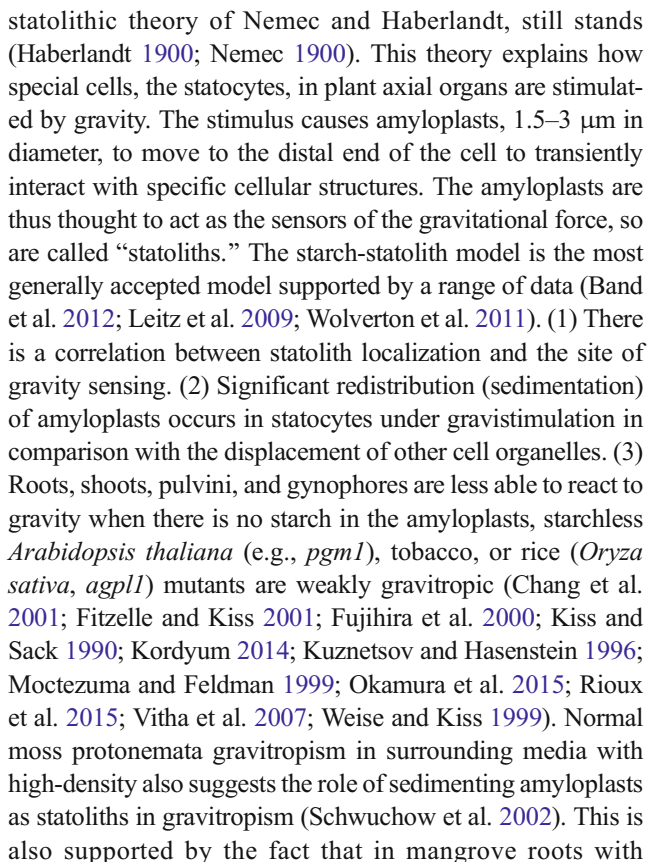 statolithic theory of Nemec and Haberlandt, still stands
(Haberlandt 1900; Nemec 1900). This theory explains how
special cells, the statocytes, in plant axial organs are stimulat-
ed by gravity. The stimulus causes amyloplasts, 1.5–3 μm in
diameter, to move to the distal end of the cell to transiently
interact with specific cellular structures. The amyloplasts are
thus thought to act as the sensors of the gravitational force, so
are called “statoliths.” The starch-statolith model is the most
generally accepted model supported by a range of data (Band
et al. 2012; Leitz et al. 2009; Wolverton et al. 2011). (1) There
is a correlation between statolith localization and the site of
gravity sensing. (2) Significant redistribution (sedimentation)
of amyloplasts occurs in statocytes under gravistimulation in
comparison with the displacement of other cell organelles. (3)
Roots, shoots, pulvini, and gynophores are less able to react to
gravity when there is no starch in the amyloplasts, starchless
Arabidopsis thaliana (e.g., pgm1), tobacco, or rice (Oryza
sativa, agpl1) mutants are weakly gravitropic (Chang et al.
2001; Fitzelle and Kiss 2001; Fujihira et al. 2000; Kiss and
Sack 1990; Kordyum 2014; Kuznetsov and Hasenstein 1996;
Moctezuma and Feldman 1999; Okamura et al. 2015; Rioux
et al. 2015; Vitha et al. 2007; Weise and Kiss 1999). Normal
moss protonemata gravitropism in surrounding media with
high-density also suggests the role of sedimenting amyloplasts
as statoliths in gravitropism (Schwuchow et al. 2002). This is
also supported by the fact that in mangrove roots with